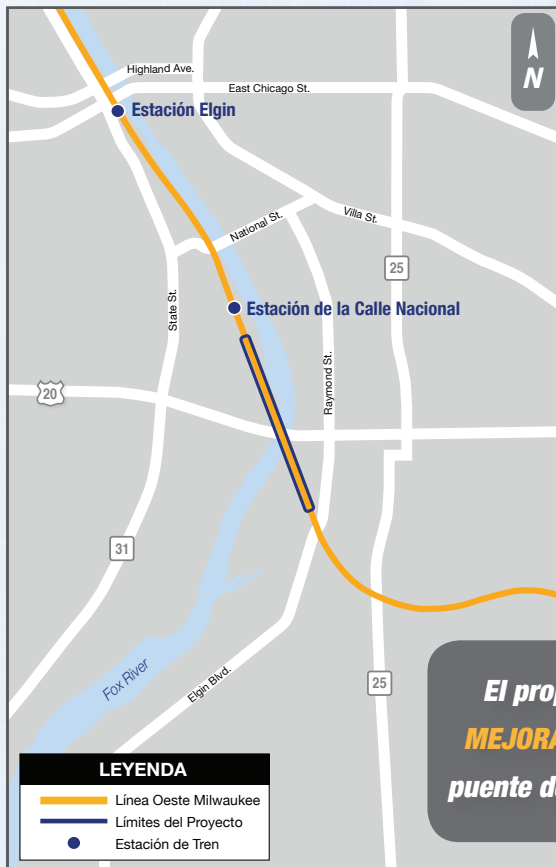 Highland Ave.
N
East Chicago St.
Estación Elgin
National St.
Villa St.
25
State St.
Estación de la Calle Nacional
Raymond St.
20
31
Fox River
Elgin Blvd.
25
El
MEJORA
puente
LEYENDA
Línea Oeste Milwaukee
Límites del Proyecto
Estación de Tren